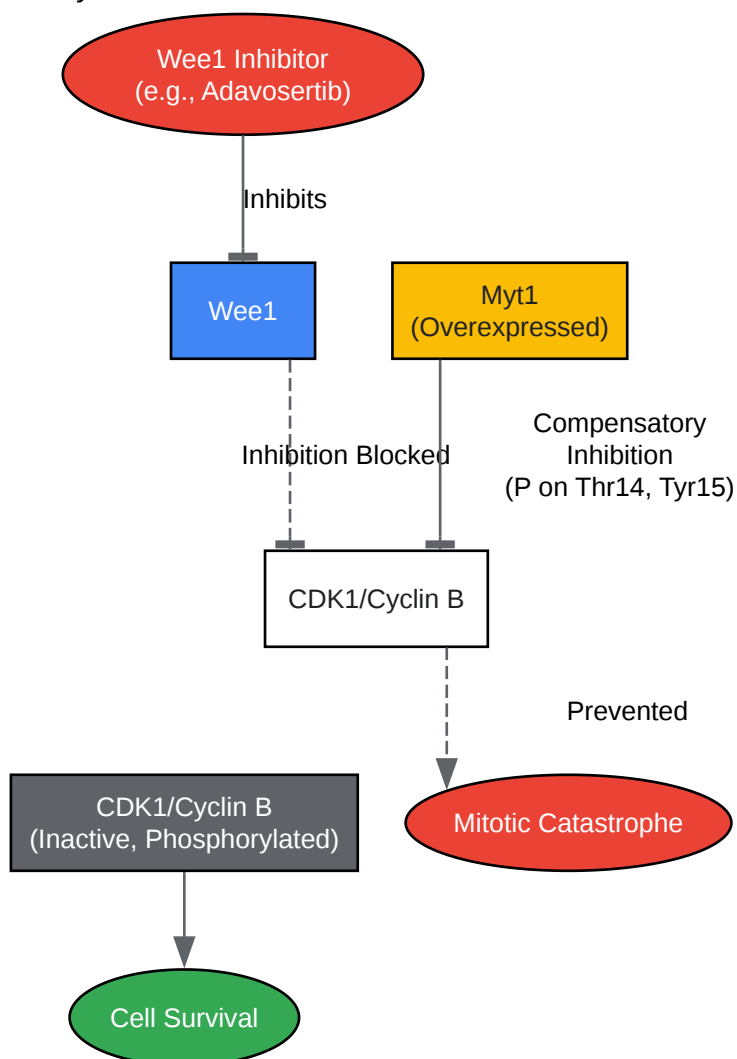 Wee1 Inhibitor
(e.g., Adavosertib)
Inhibits
Wee1
Myt1
(Overexpressed)
Inhibition Blocked
Compensatory
Inhibition
(P on Thr14, Tyr15)
CDK1/Cyclin B
Prevented
CDK1/Cyclin B
(Inactive, Phosphorylated)
Mitotic Catastrophe
Cell Survival